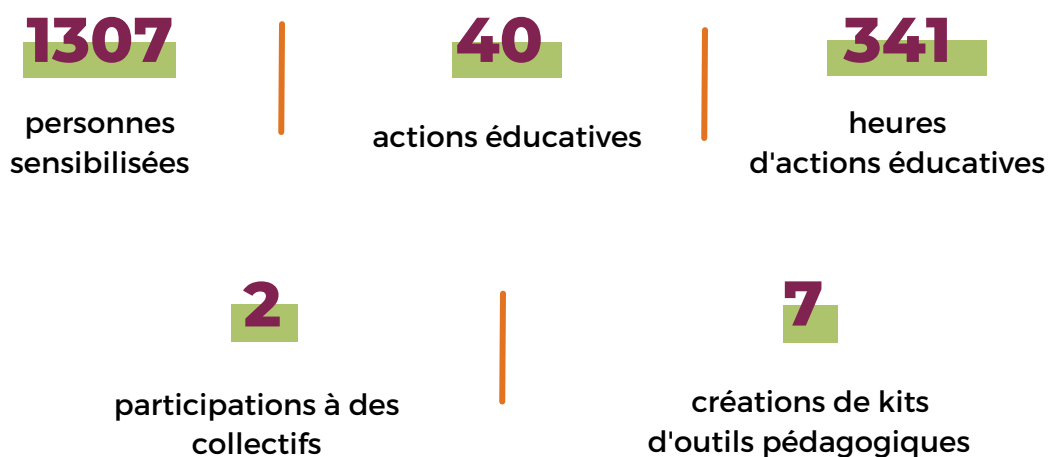 1307
personnes
sensibilisées
40
actions éducatives
341
heures
d'actions éducatives
2
participations à des
collectifs
7
créations de kits
d'outils pédagogiques